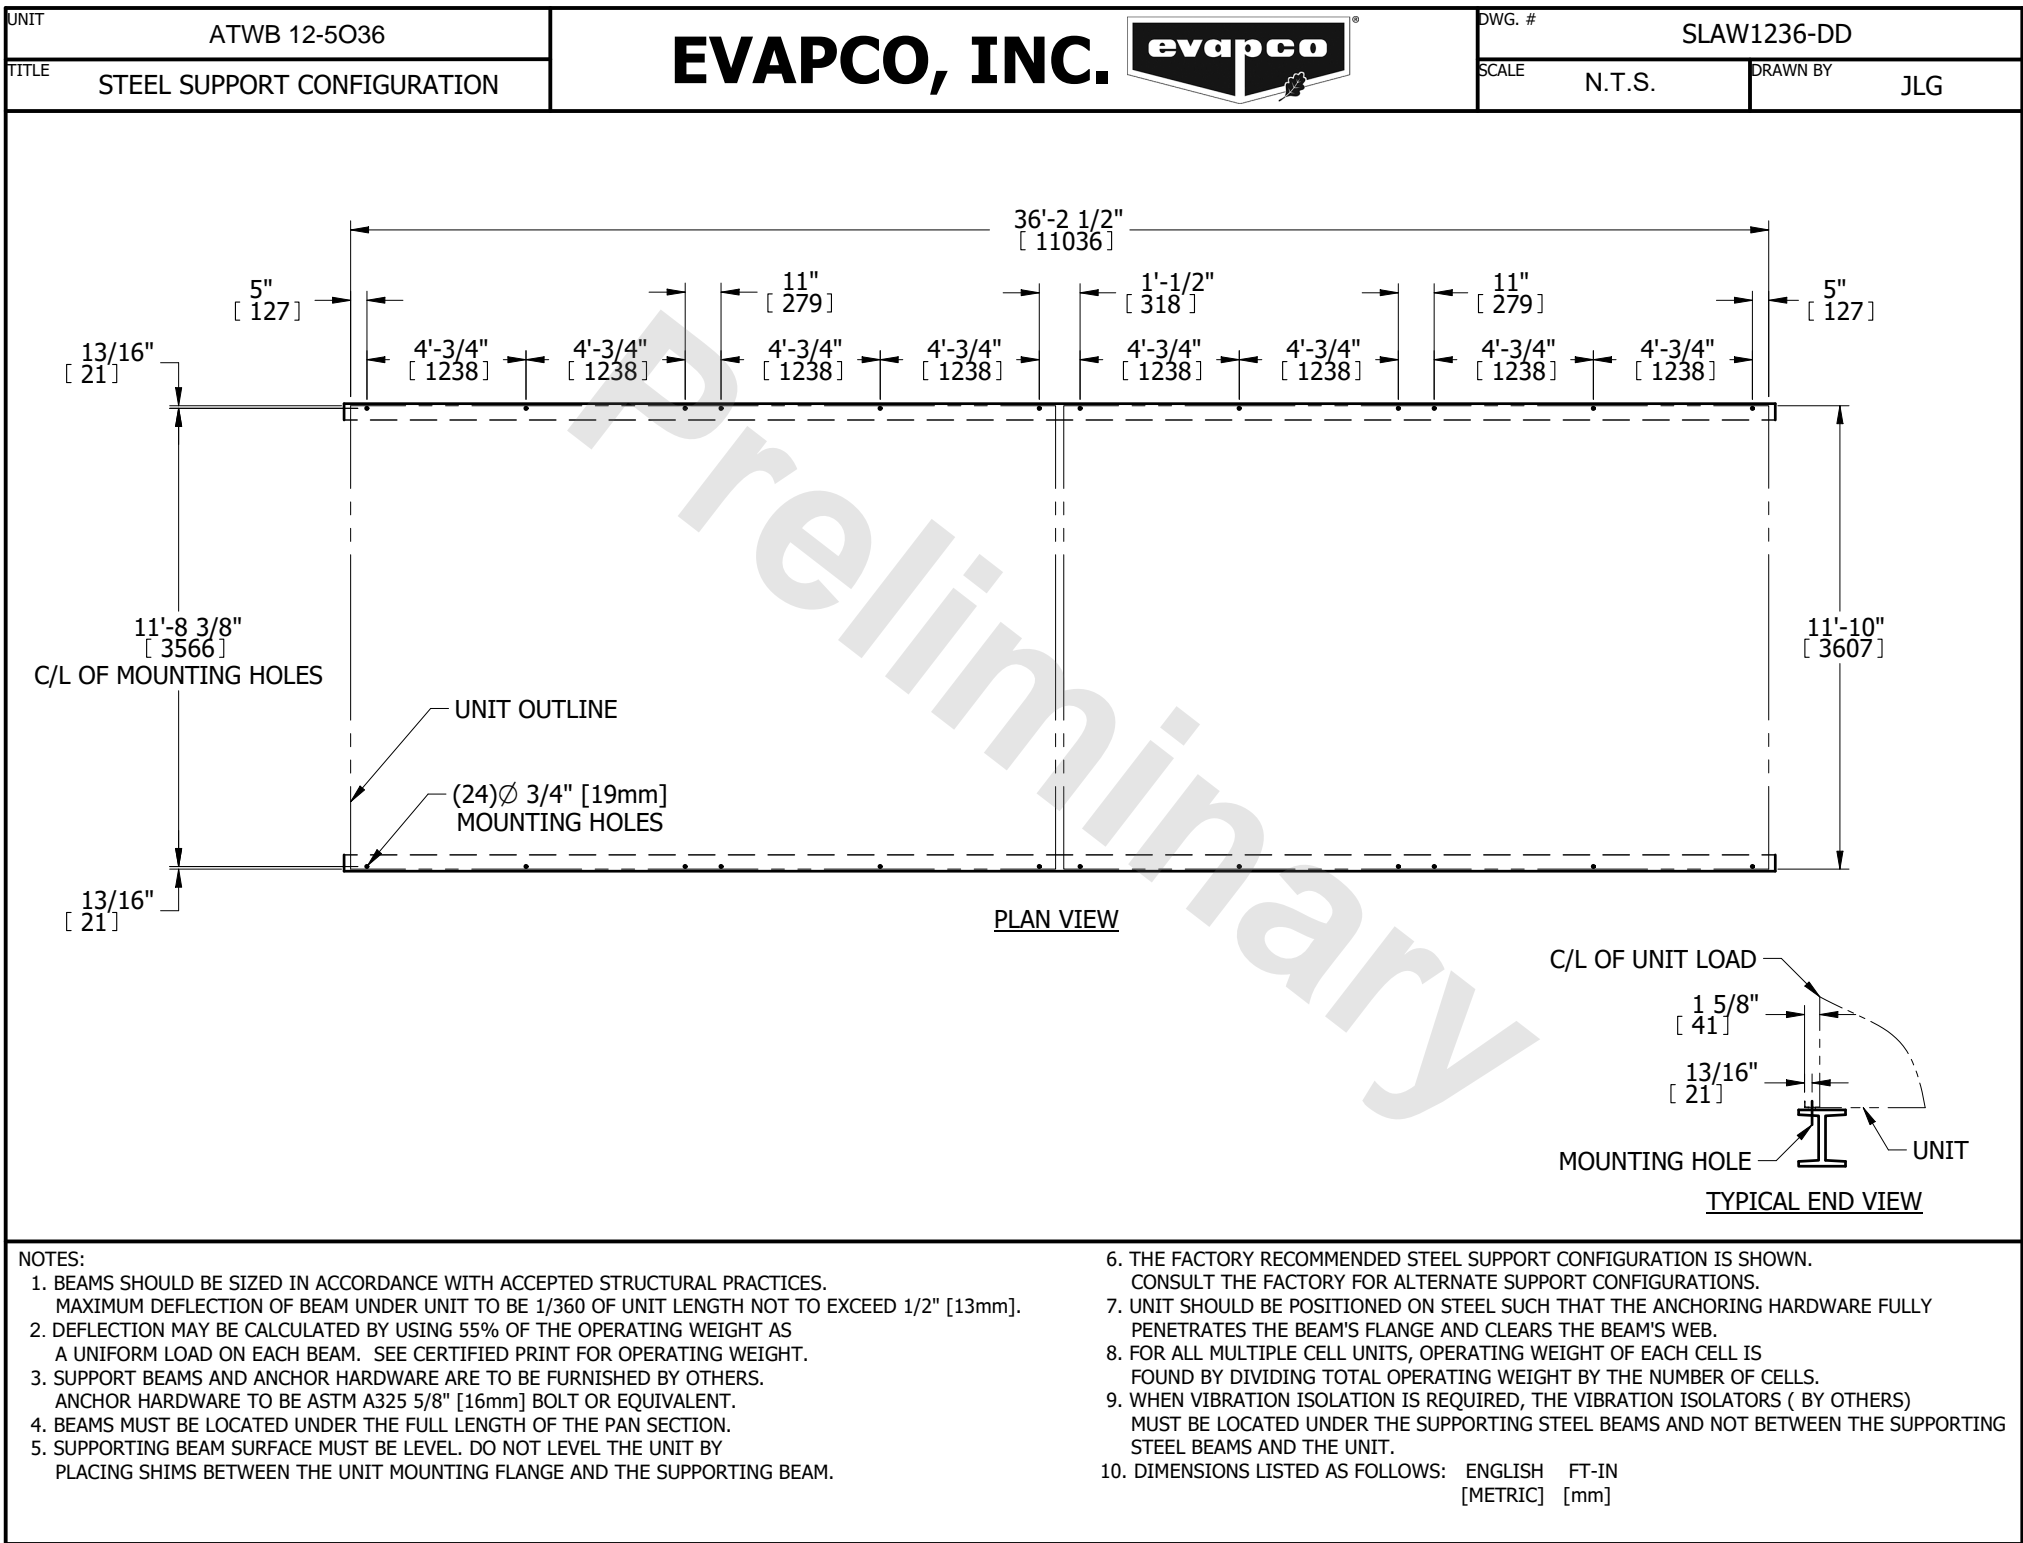 UNIT
ATWB 12-5O36
TITLE
STEEL SUPPORT CONFIGURATION
EVAPCO, INC.
evapco
®
DWG. #
SLAW1236-DD
SCALE
N.T.S.
DRAWN BY
JLG
36'-2 1/2"
[ 11036 ]
5"
[ 127 ]
11"
[ 279 ]
1'-1/2"
[ 318 ]
11"
[ 279 ]
5"
[ 127 ]
13/16"
[ 21 ]
4'-3/4"
[ 1238 ]
4'-3/4"
[ 1238 ]
4'-3/4"
[ 1238 ]
4'-3/4"
[ 1238 ]
4'-3/4"
[ 1238 ]
4'-3/4"
[ 1238 ]
4'-3/4"
[ 1238 ]
4'-3/4"
[ 1238 ]
Preliminary
11'-8 3/8"
[ 3566 ]
C/L OF MOUNTING HOLES
11'-10"
[ 3607 ]
UNIT OUTLINE
(24)∅ 3/4" [19mm]
MOUNTING HOLES
13/16"
[ 21 ]
PLAN VIEW
C/L OF UNIT LOAD
1 5/8"
[ 41 ]
13/16"
[ 21 ]
MOUNTING HOLE
UNIT
TYPICAL END VIEW
NOTES:
1. BEAMS SHOULD BE SIZED IN ACCORDANCE WITH ACCEPTED STRUCTURAL PRACTICES.
MAXIMUM DEFLECTION OF BEAM UNDER UNIT TO BE 1/360 OF UNIT LENGTH NOT TO EXCEED 1/2" [13mm].
2. DEFLECTION MAY BE CALCULATED BY USING 55% OF THE OPERATING WEIGHT AS
A UNIFORM LOAD ON EACH BEAM. SEE CERTIFIED PRINT FOR OPERATING WEIGHT.
3. SUPPORT BEAMS AND ANCHOR HARDWARE ARE TO BE FURNISHED BY OTHERS.
ANCHOR HARDWARE TO BE ASTM A325 5/8" [16mm] BOLT OR EQUIVALENT.
4. BEAMS MUST BE LOCATED UNDER THE FULL LENGTH OF THE PAN SECTION.
5. SUPPORTING BEAM SURFACE MUST BE LEVEL. DO NOT LEVEL THE UNIT BY
PLACING SHIMS BETWEEN THE UNIT MOUNTING FLANGE AND THE SUPPORTING BEAM.
6. THE FACTORY RECOMMENDED STEEL SUPPORT CONFIGURATION IS SHOWN.
CONSULT THE FACTORY FOR ALTERNATE SUPPORT CONFIGURATIONS.
7. UNIT SHOULD BE POSITIONED ON STEEL SUCH THAT THE ANCHORING HARDWARE FULLY
PENETRATES THE BEAM'S FLANGE AND CLEARS THE BEAM'S WEB.
8. FOR ALL MULTIPLE CELL UNITS, OPERATING WEIGHT OF EACH CELL IS
FOUND BY DIVIDING TOTAL OPERATING WEIGHT BY THE NUMBER OF CELLS.
9. WHEN VIBRATION ISOLATION IS REQUIRED, THE VIBRATION ISOLATORS ( BY OTHERS)
MUST BE LOCATED UNDER THE SUPPORTING STEEL BEAMS AND NOT BETWEEN THE SUPPORTING
STEEL BEAMS AND THE UNIT.
10. DIMENSIONS LISTED AS FOLLOWS: ENGLISH FT-IN
[METRIC] [mm]